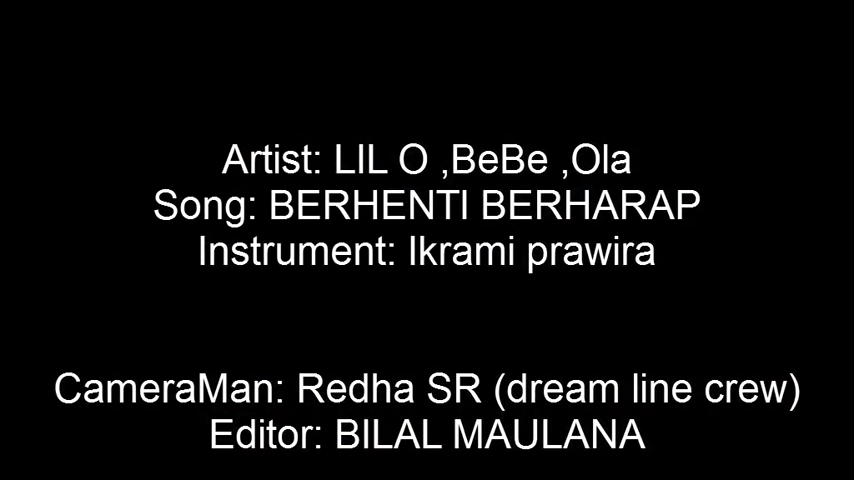 Artist: LIL O ,BeBe ,Ola
Song: BERHENTI BERHARAP
Instrument: Ikrami prawira
CameraMan: Redha SR (dream line crew)
Editor: BILAL MAULANA